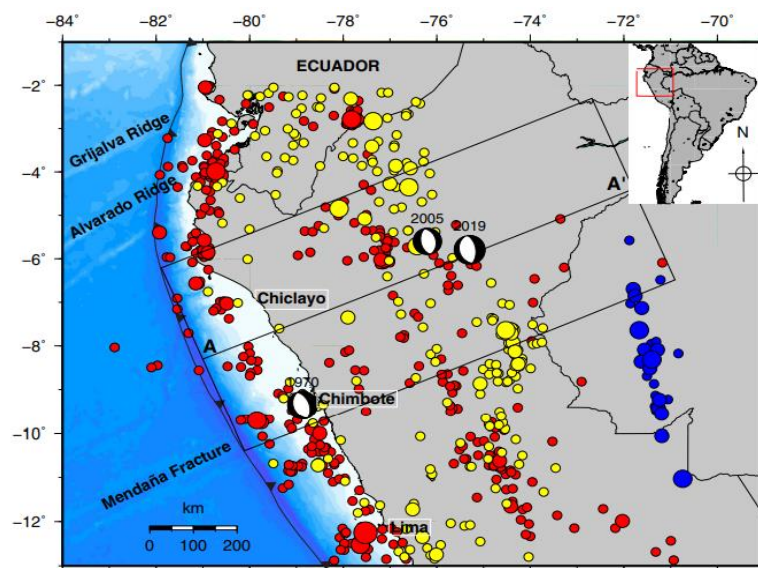 −84 −82 −80 −78 −76 −74 −72 −70
−2
−4
−6
−8
−10
−12
ECUADOR
N
Grijalva Ridge
Alvarado Ridge
A'
2005
2019
Chiclayo
A
1970
Chimbote
Mendaña Fracture
km
0 100 200
Lima